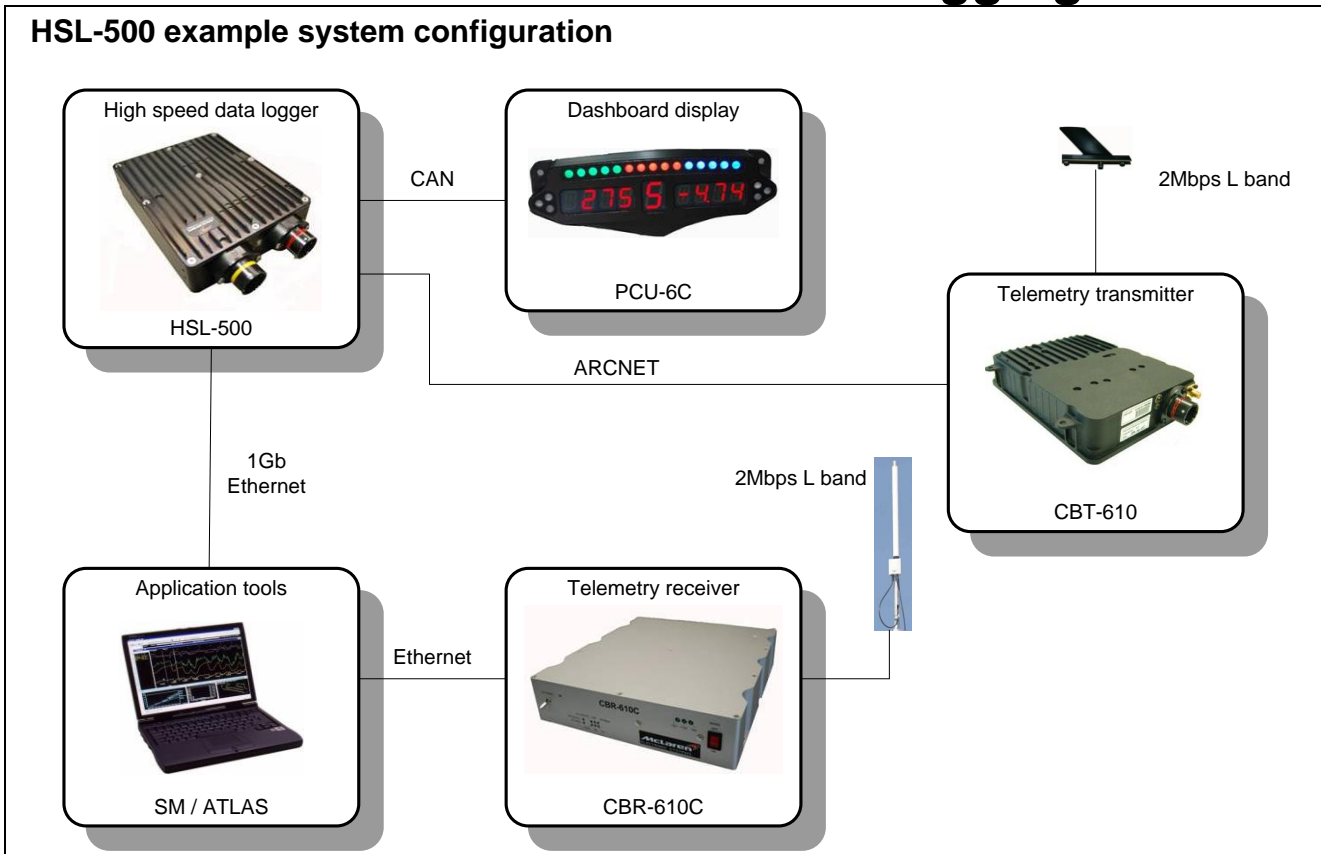 HSL-500 example system configuration
High speed data logger
HSL-500
CAN
Dashboard display
275 5 -4.74
PCU-6C
2Mbps L band
Telemetry transmitter
CBT-610
ARCNET
1Gb
Ethernet
2Mbps L band
Application tools
SM / ATLAS
Ethernet
Telemetry receiver
CBR-610C
McLaren
CBR-610C